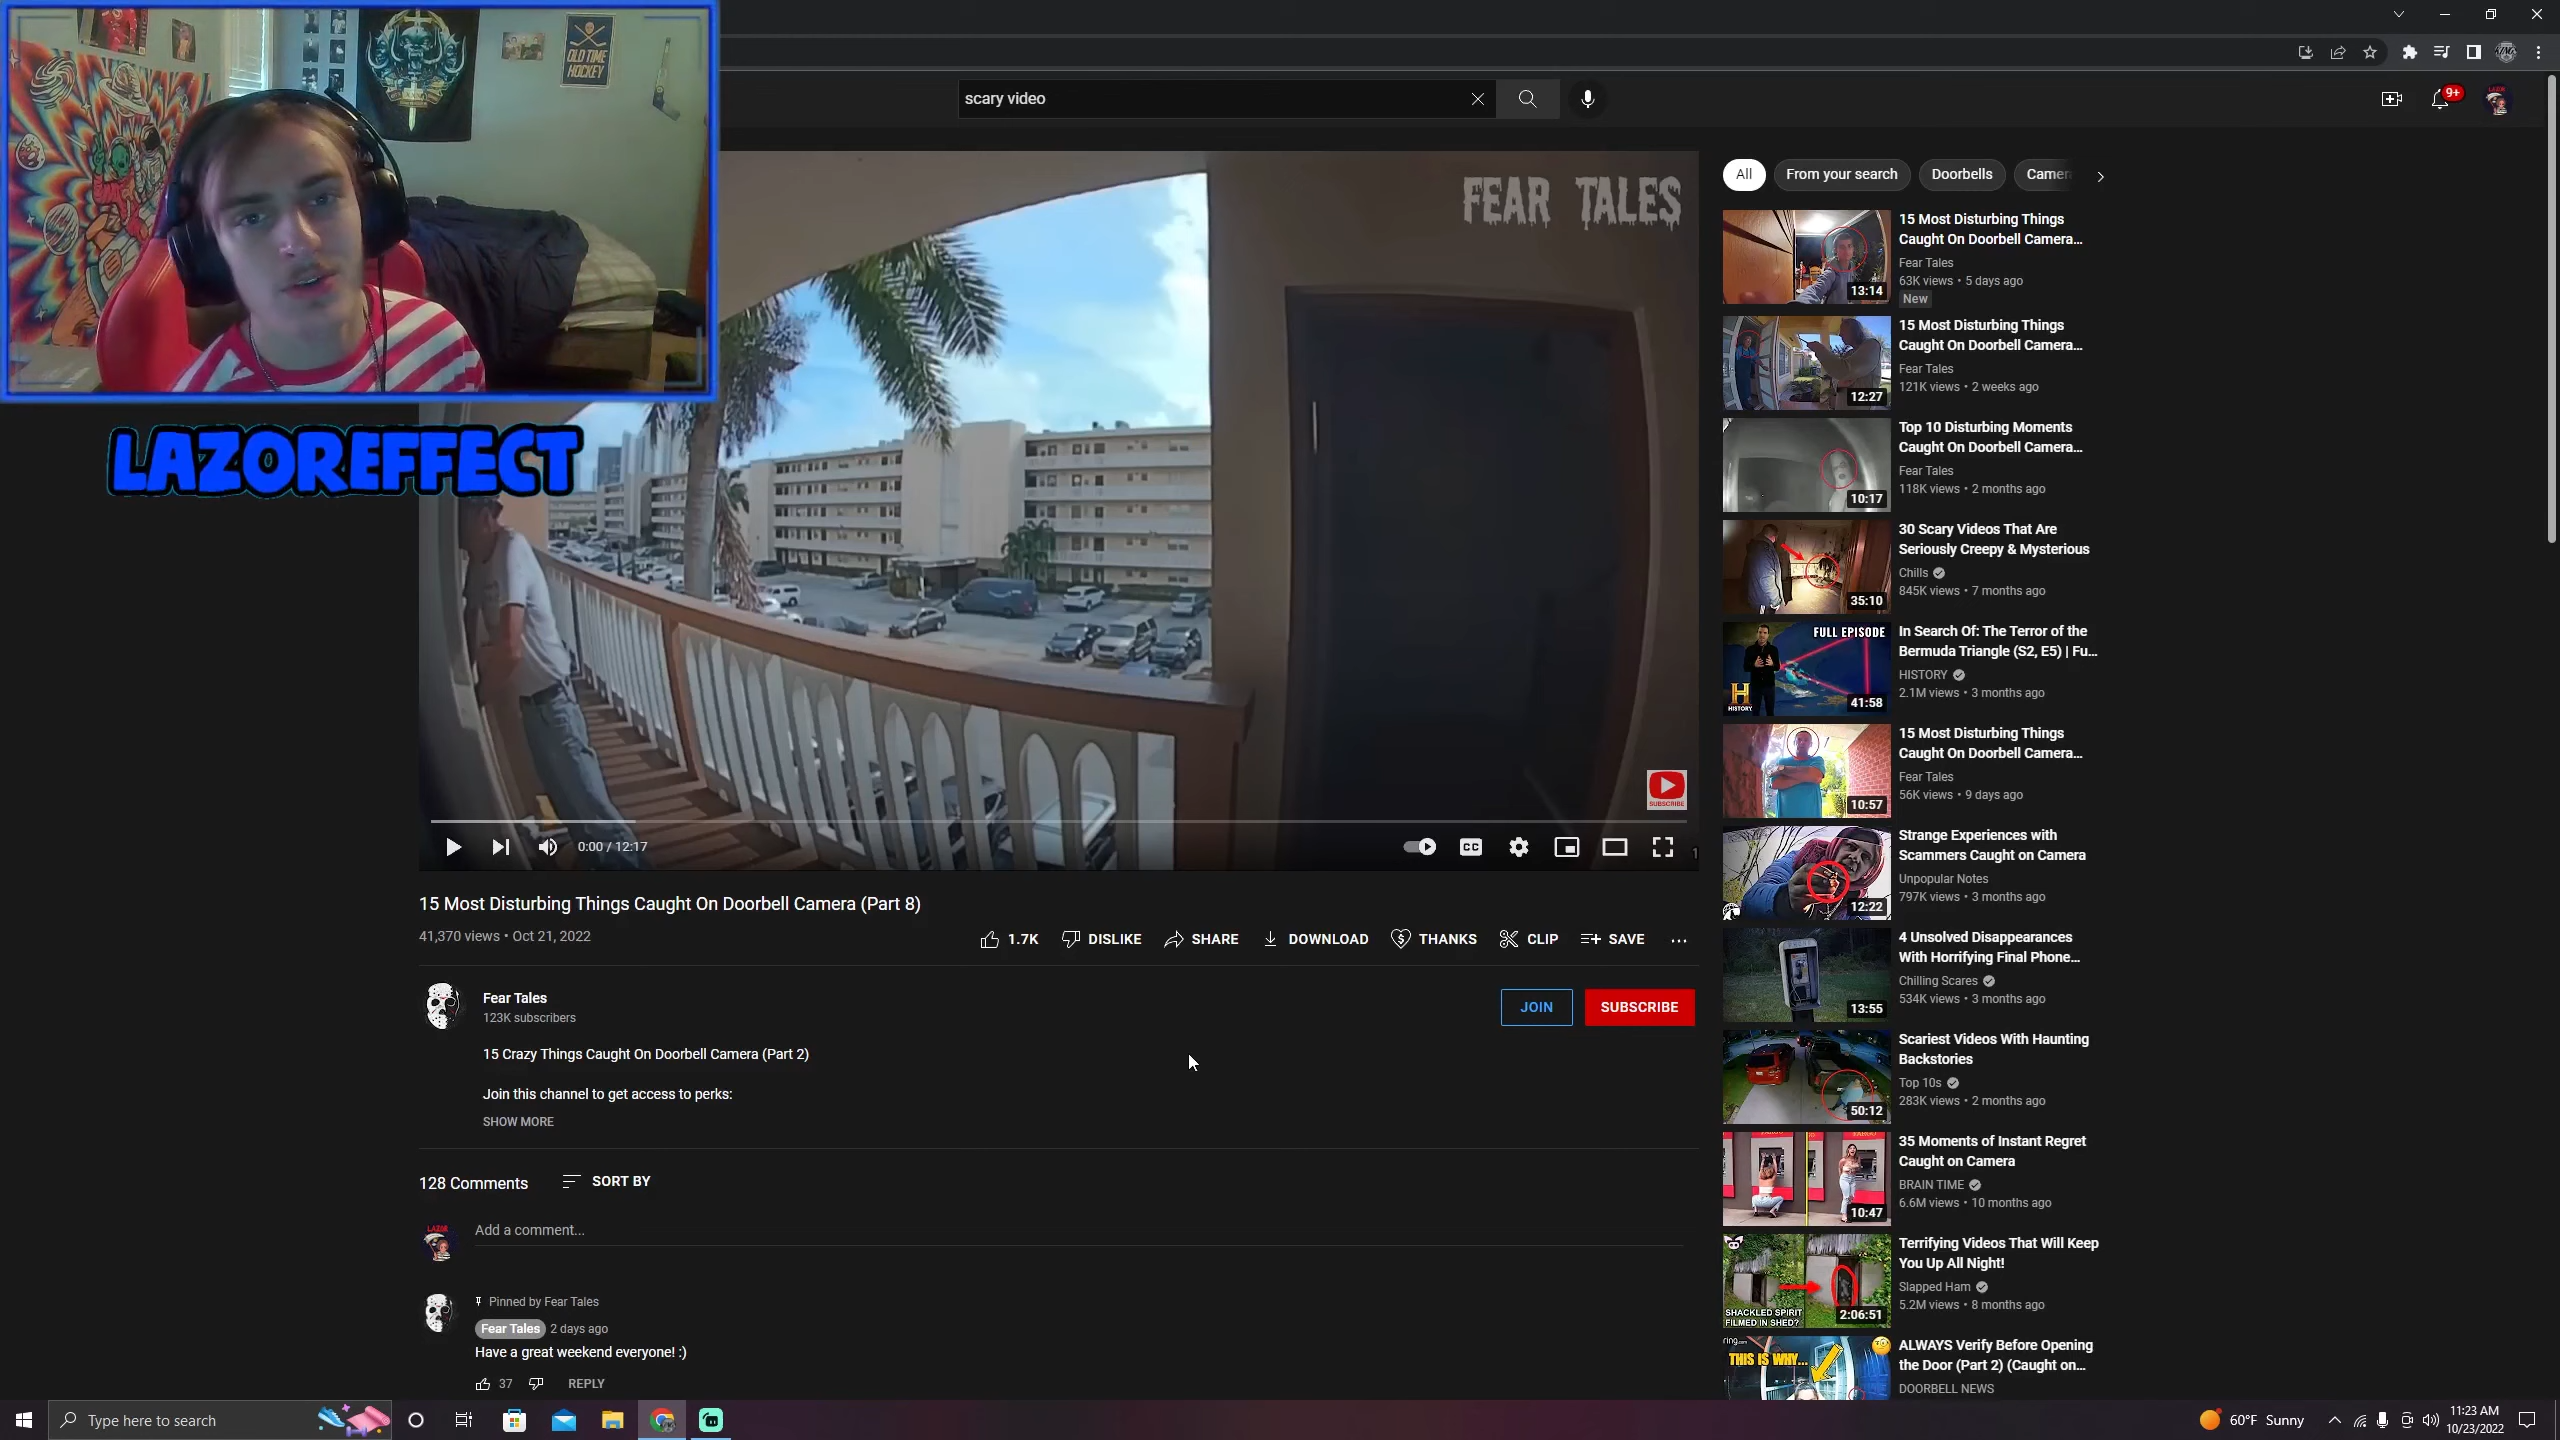 OLD TIME
HOCKEY
scary video
9+
FEAR TALES
LAZOREFFECT
SUBSCRIBE
0:00 / 12:17
CC
15 Most Disturbing Things Caught On Doorbell Camera (Part 8)
41,370 views • Oct 21, 2022
1.7K
DISLIKE
SHARE
DOWNLOAD
THANKS
CLIP
SAVE
Fear Tales
123K subscribers
JOIN
SUBSCRIBE
15 Crazy Things Caught On Doorbell Camera (Part 2)
Join this channel to get access to perks:
SHOW MORE
128 Comments
SORT BY
LAZOR
Add a comment...
Pinned by Fear Tales
Fear Tales 2 days ago
Have a great weekend everyone! :)
37
REPLY
All
From your search
Doorbells
Camer
13:14
15 Most Disturbing Things
Caught On Doorbell Camera...
Fear Tales
63K views • 5 days ago
New
12:27
15 Most Disturbing Things
Caught On Doorbell Camera...
Fear Tales
121K views • 2 weeks ago
10:17
Top 10 Disturbing Moments
Caught On Doorbell Camera...
Fear Tales
118K views • 2 months ago
35:10
30 Scary Videos That Are
Seriously Creepy & Mysterious
Chills
845K views • 7 months ago
FULL EPISODE
H
HISTORY
41:58
In Search Of: The Terror of the
Bermuda Triangle (S2, E5) | Fu...
HISTORY
2.1M views • 3 months ago
10:57
15 Most Disturbing Things
Caught On Doorbell Camera...
Fear Tales
56K views • 9 days ago
12:22
Strange Experiences with
Scammers Caught on Camera
Unpopular Notes
797K views • 3 months ago
13:55
4 Unsolved Disappearances
With Horrifying Final Phone...
Chilling Scares
534K views • 3 months ago
50:12
Scariest Videos With Haunting
Backstories
Top 10s
283K views • 2 months ago
10:47
35 Moments of Instant Regret
Caught on Camera
BRAIN TIME
6.6M views • 10 months ago
SHACKLED SPIRIT
FILMED IN SHED?
2:06:51
Terrifying Videos That Will Keep
You Up All Night!
Slapped Ham
5.2M views • 8 months ago
ring.com
THIS IS WHY...
ALWAYS Verify Before Opening
the Door (Part 2) (Caught on...
DOORBELL NEWS
Type here to search
60°F Sunny
11:23 AM
10/23/2022